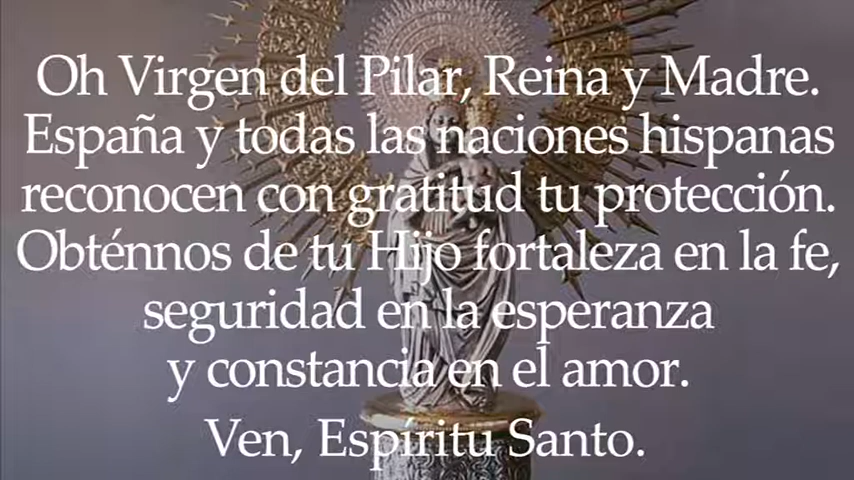 Oh Virgen del Pilar, Reina y Madre.
España y todas las naciones hispanas
reconocen con gratitud tu protección.
Obténnos de tu Hijo fortaleza en la fe,
seguridad en la esperanza
y constancia en el amor.
Ven, Espíritu Santo.